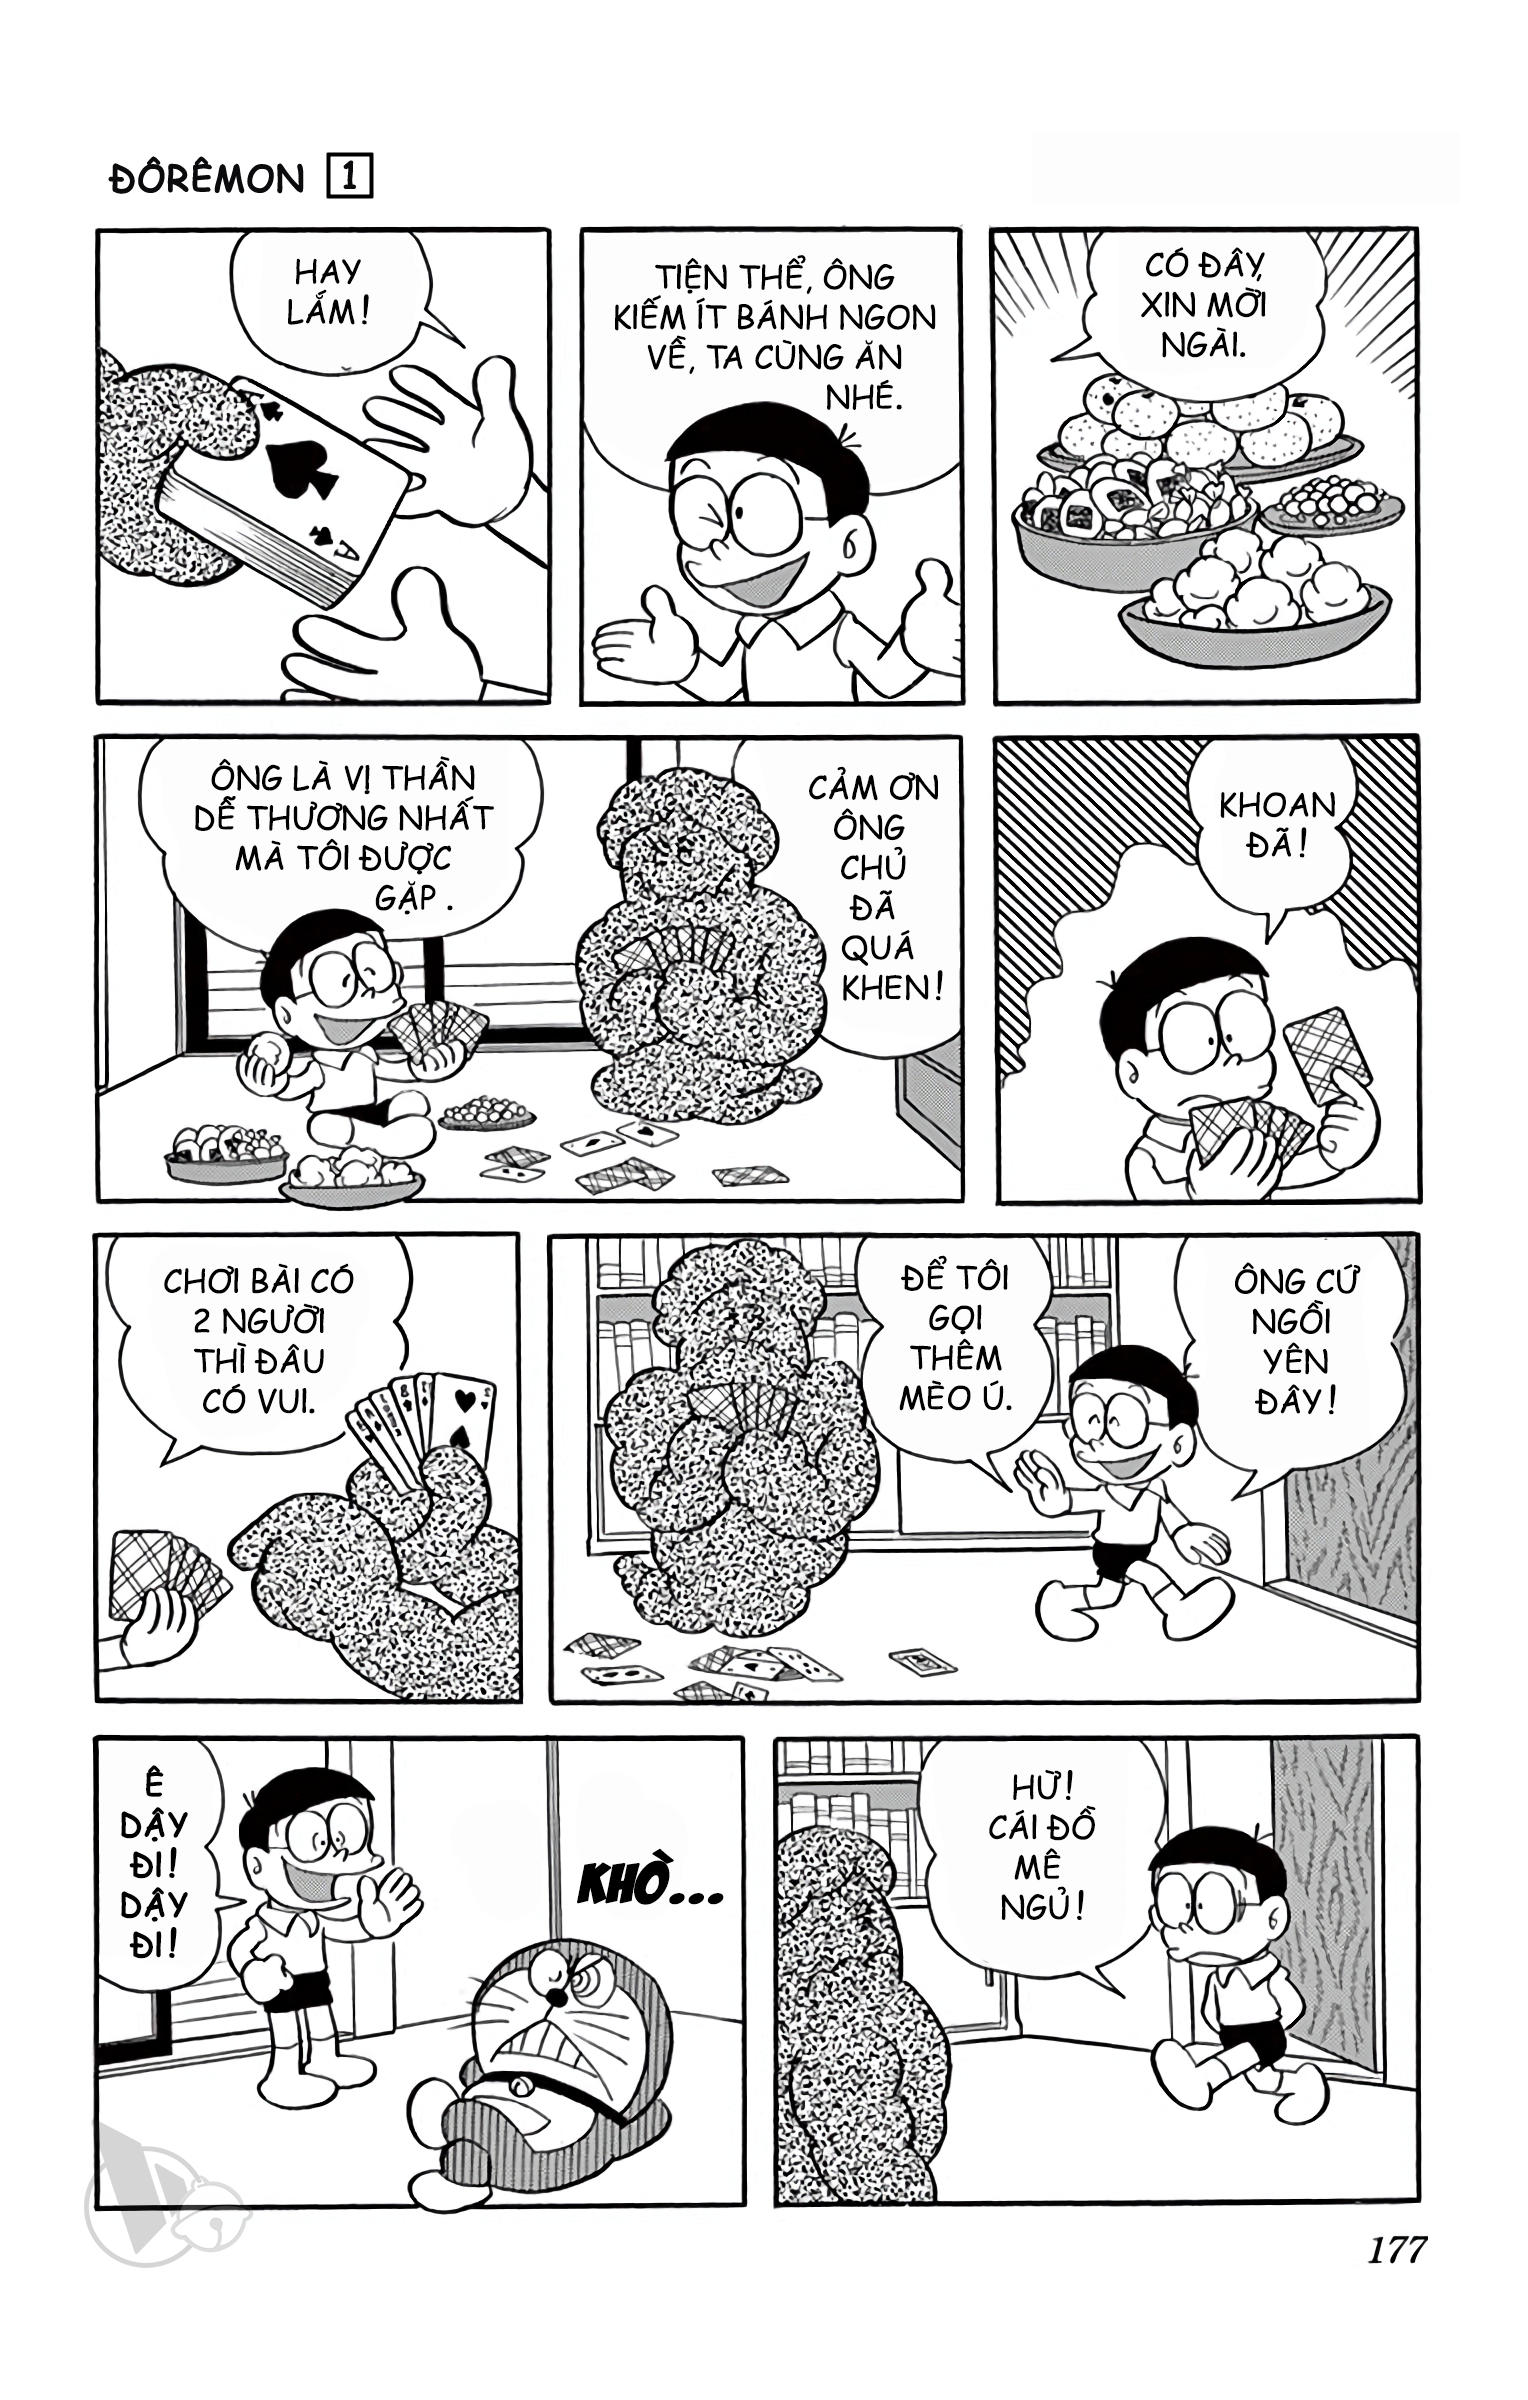 ĐÔRÊMON 1
HAY
LẮM!
TIỆN THỂ, ÔNG
KIẾM ÍT BÁNH NGON
VỀ, TA CÙNG ĂN
NHÉ.
CÓ ĐÂY,
XIN MỜI
NGÀI.
A
ÔNG LÀ VỊ THẦN
DỄ THƯƠNG NHẤT
MÀ TÔI ĐƯỢC
GẶP .
CẢM ƠN
ÔNG
CHỦ
ĐÃ
QUÁ
KHEN!
KHOAN
ĐÃ!
CHƠI BÀI CÓ
2 NGƯỜI
THÌ ĐÂU
CÓ VUI.
ĐỂ TÔI
GỌI
THÊM
MÈO Ú.
ÔNG CỨ
NGỒI
YÊN
ĐÂY!
Ê
DẬY
ĐI!
DẬY
ĐI!
KHÒ...
HỪ!
CÁI ĐỒ
MÊ
NGỦ!
177